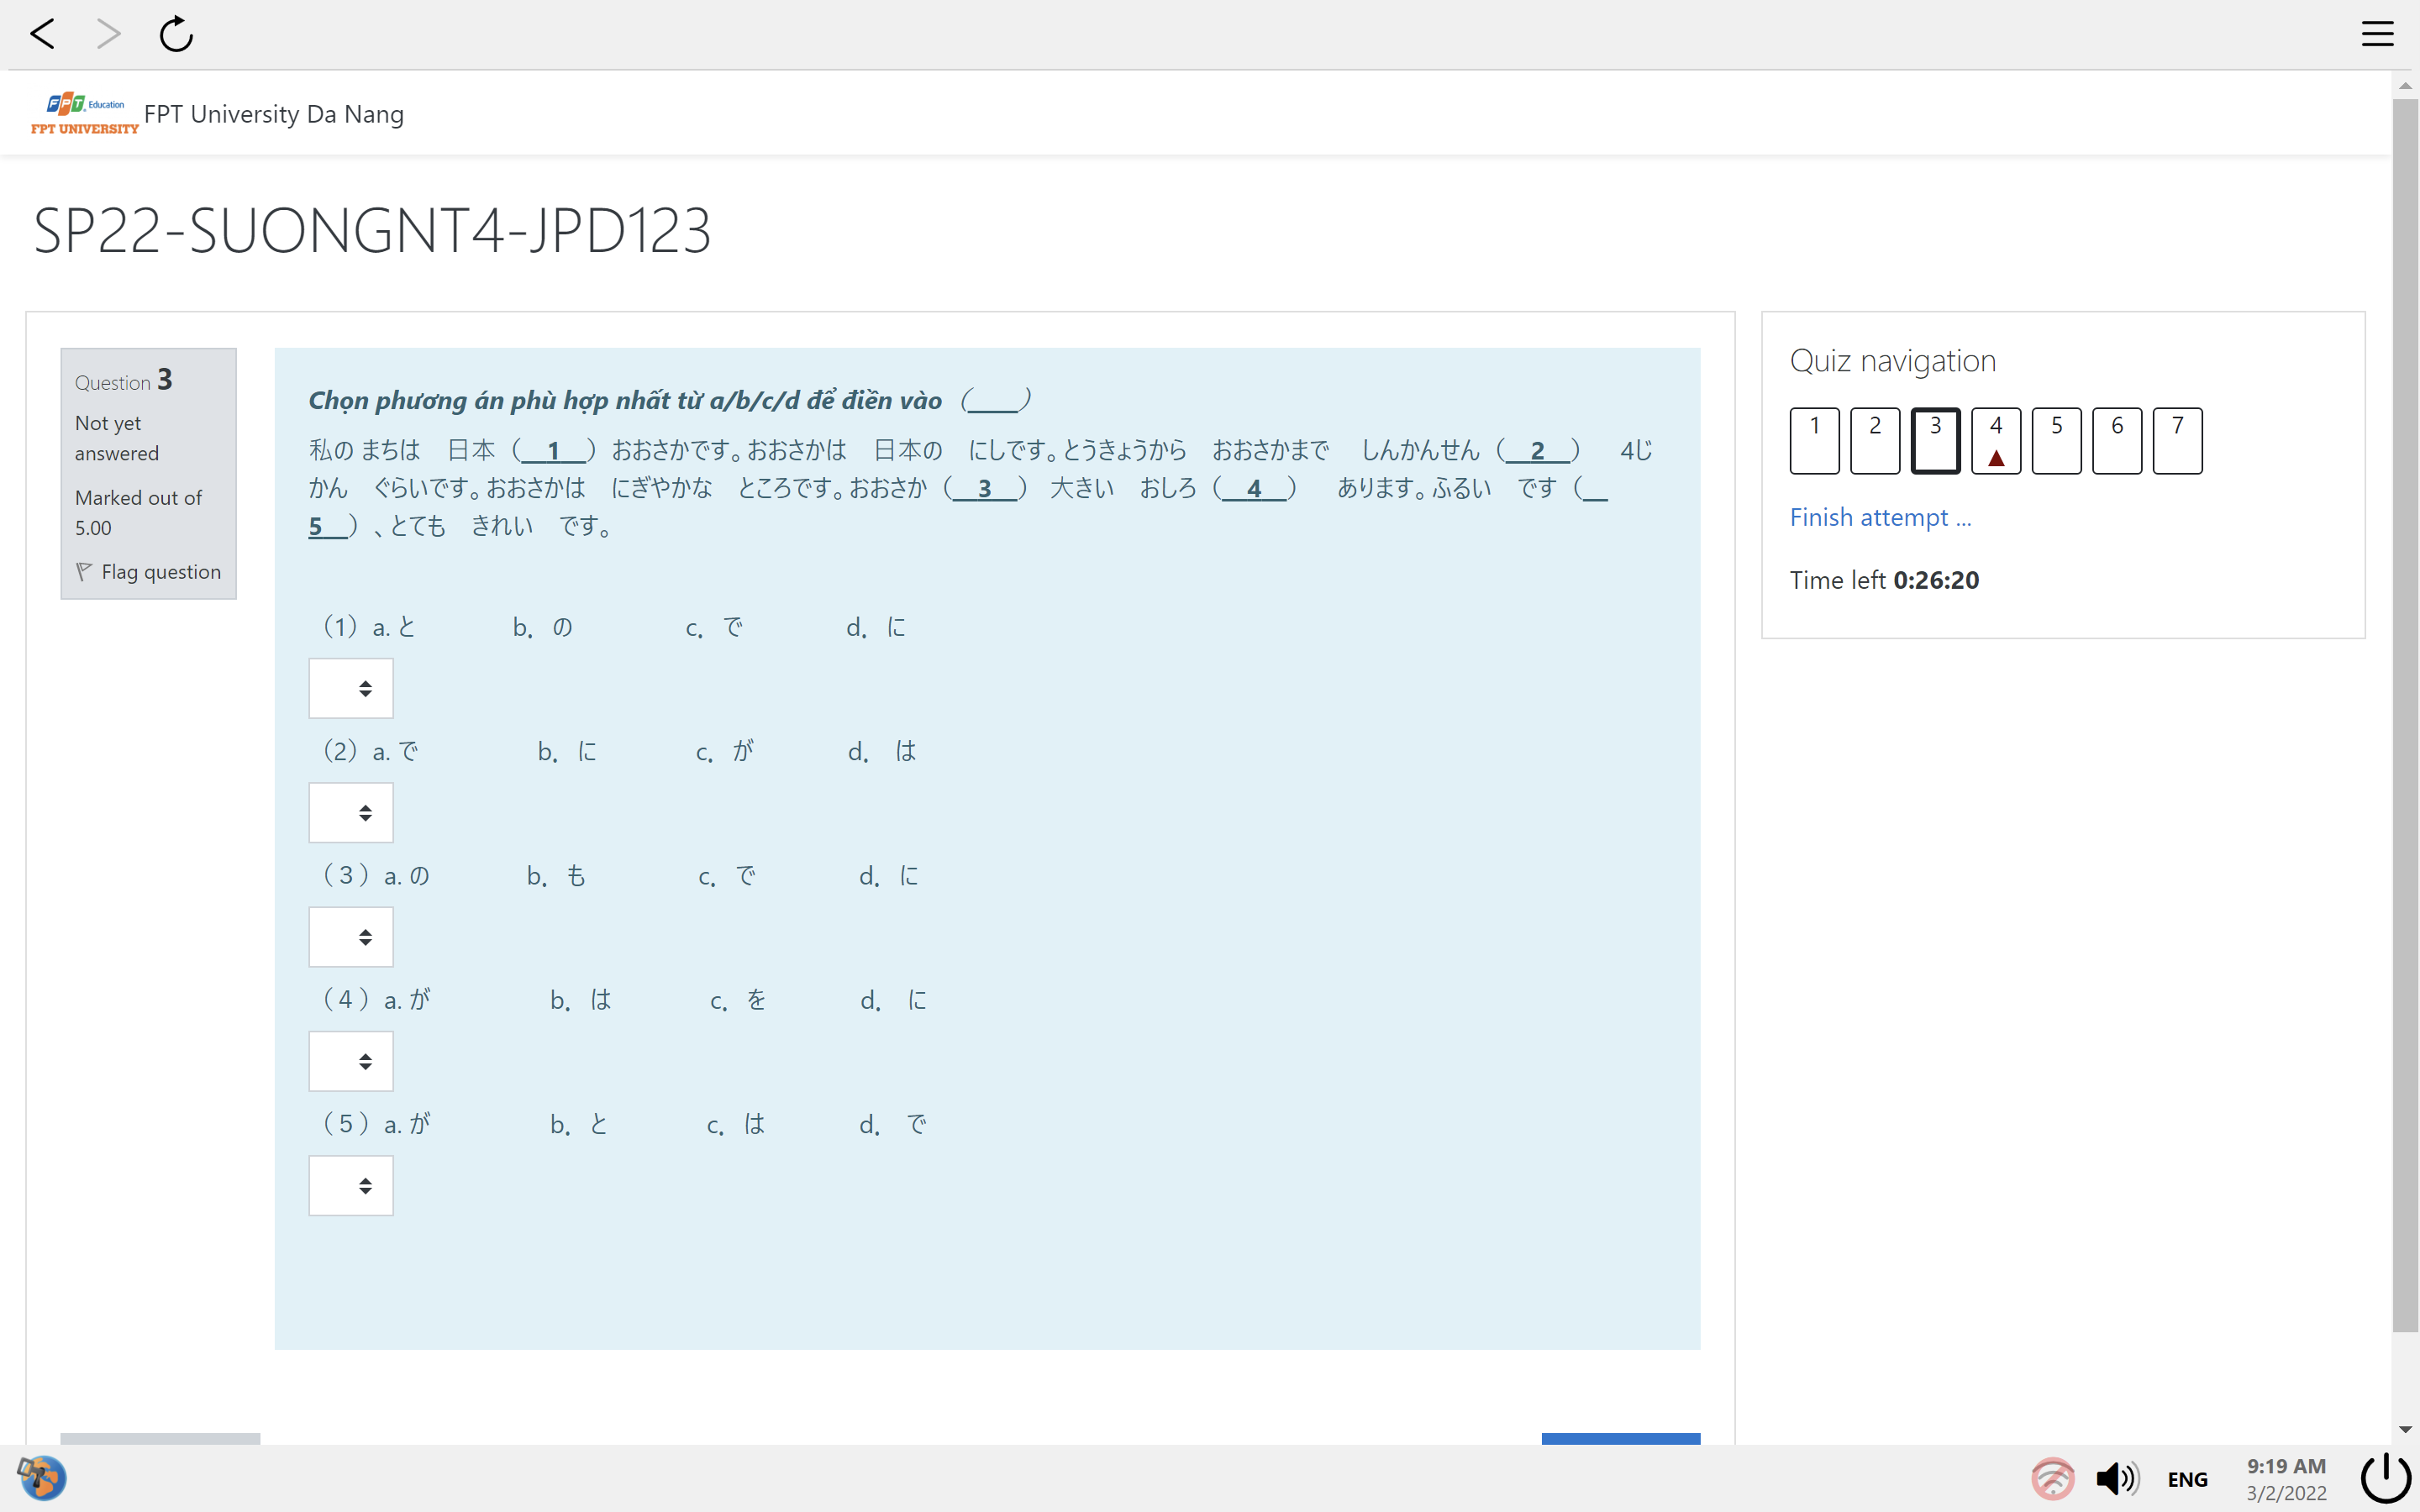 FPT Education
FPT UNIVERSITY
FPT University Da Nang
SP22-SUONGNT4-JPD123
Question 3
Not yet
answered
Marked out of
5.00
Flag question
Chọn phương án phù hợp nhất từ a/b/c/d để điền vào (____)
私の まちは　日本（__1__）おおさかです。おおさかは　日本の　にしです。とうきょうから　おおさかまで　しんかんせん（__2__）　4じ
かん　ぐらいです。おおさかは　にぎやかな　ところです。おおさか（__3__）　大きい　おしろ（__4__）　あります。ふるい　です（__
5__）、とても　きれい　です。
（1）a. と　b．の　c．で　d．に
（2）a. で　b．に　c．が　d．は
（３）a. の　b．も　c．で　d．に
（４）a. が　b．は　c．を　d．に
（５）a. が　b．と　c．は　d．で
Quiz navigation
1 2 3 4 5 6 7
Finish attempt ...
Time left 0:26:20
ENG
9:19 AM
3/2/2022